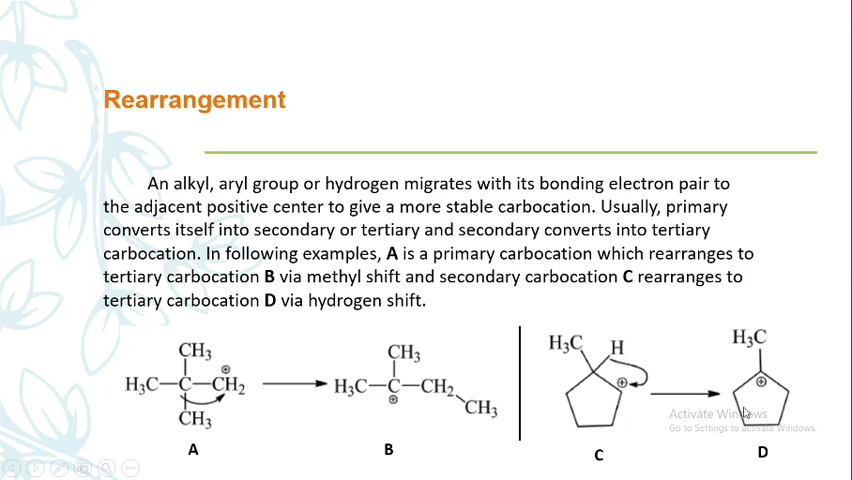 Rearrangement
An alkyl, aryl group or hydrogen migrates with its bonding electron pair to
the adjacent positive center to give a more stable carbocation. Usually, primary
converts itself into secondary or tertiary and secondary converts into tertiary
carbocation. In following examples, A is a primary carbocation which rearranges to
tertiary carbocation B via methyl shift and secondary carbocation C rearranges to
tertiary carbocation D via hydrogen shift.
CH3
H3C—C—CH2
⊕
CH3
A
CH3
H3C—C—CH2
⊕
CH3
B
H3C
H
⊕
C
H3C
⊕
D
Activate Windows
Go to Settings to activate Windows.